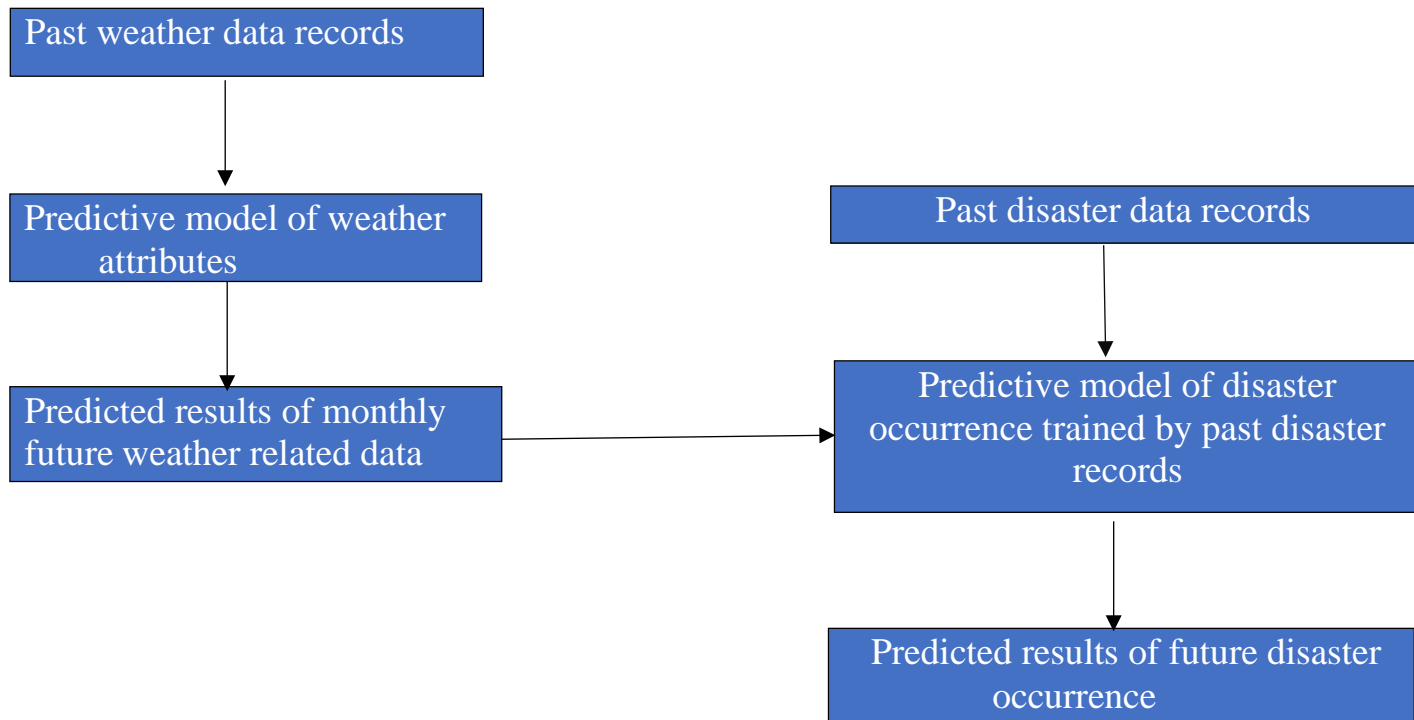 Past weather data records
Predictive model of weather
attributes
Predicted results of monthly
future weather related data
Past disaster data records
Predictive model of disaster
occurrence trained by past disaster
records
Predicted results of future disaster
occurrence